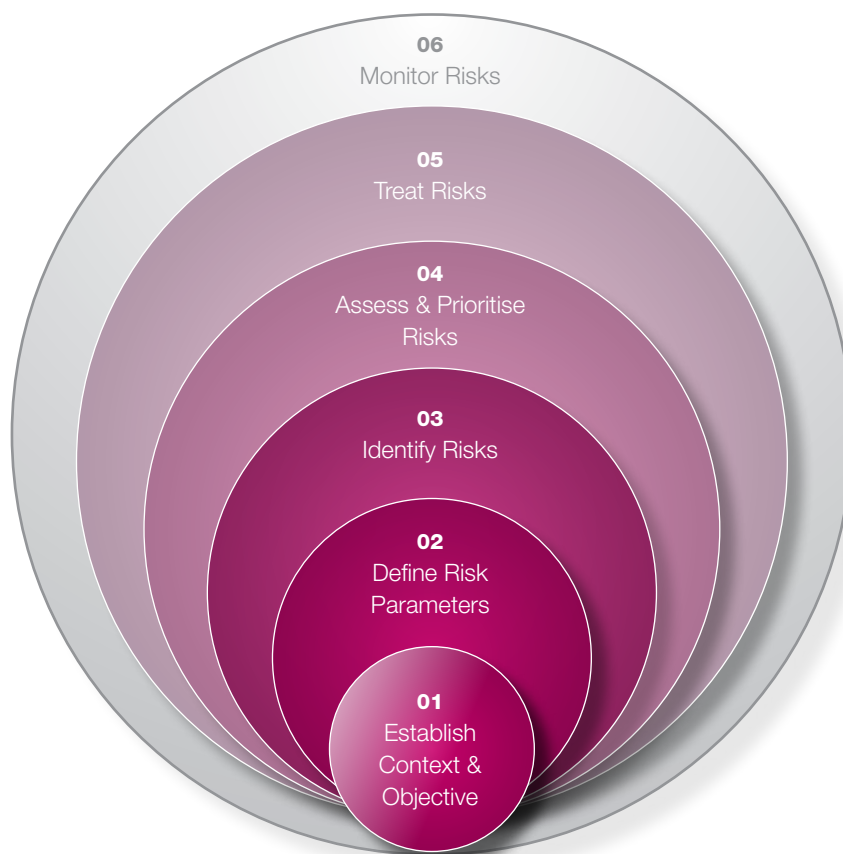 06
Monitor Risks
05
Treat Risks
04
Assess & Prioritise
Risks
03
Identify Risks
02
Define Risk
Parameters
01
Establish
Context &
Objective